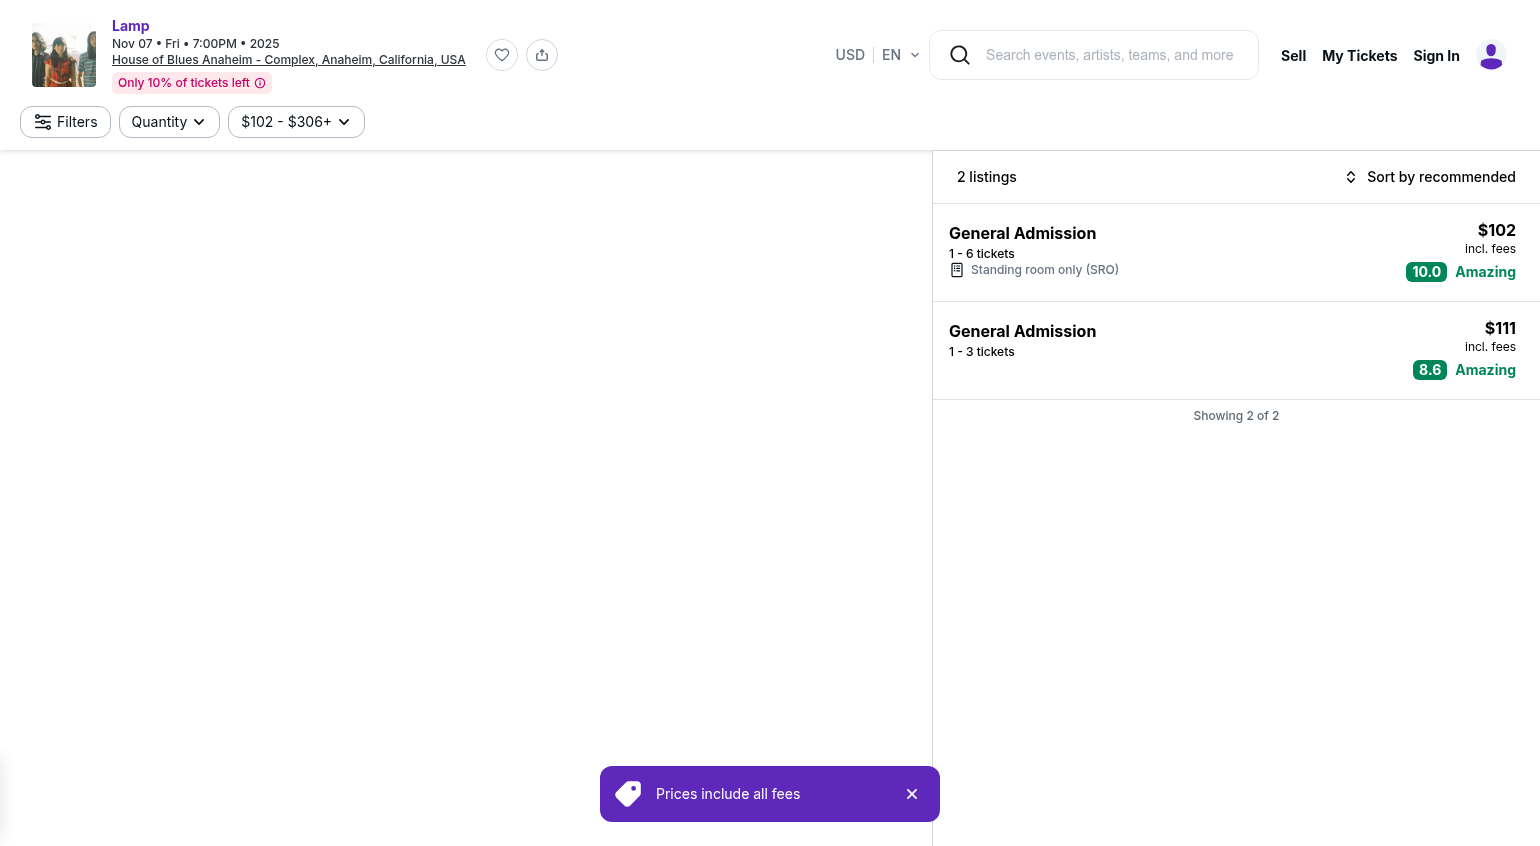 Lamp
Nov 07 • Fri • 7:00PM • 2025
House of Blues Anaheim - Complex, Anaheim, California, USA
Only 10% of tickets left
USD
EN
Search events, artists, teams, and more
Sell
My Tickets
Sign In
Filters
Quantity
$102 - $306+
2 listings
Sort by recommended
General Admission
1 - 6 tickets
Standing room only (SRO)
$102
incl. fees
10.0 Amazing
General Admission
1 - 3 tickets
$111
incl. fees
8.6 Amazing
Showing 2 of 2
Prices include all fees